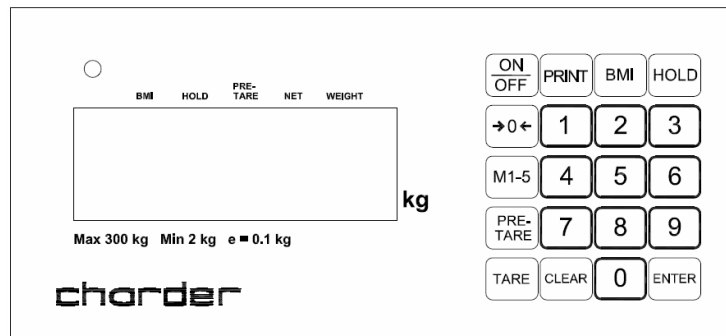 BMI HOLD PRE-TARE NET WEIGHT
kg
Max 300 kg Min 2 kg e = 0.1 kg
charder
ON/OFF PRINT BMI HOLD
→0← 1 2 3
M1-5 4 5 6
PRE-TARE 7 8 9
TARE CLEAR 0 ENTER